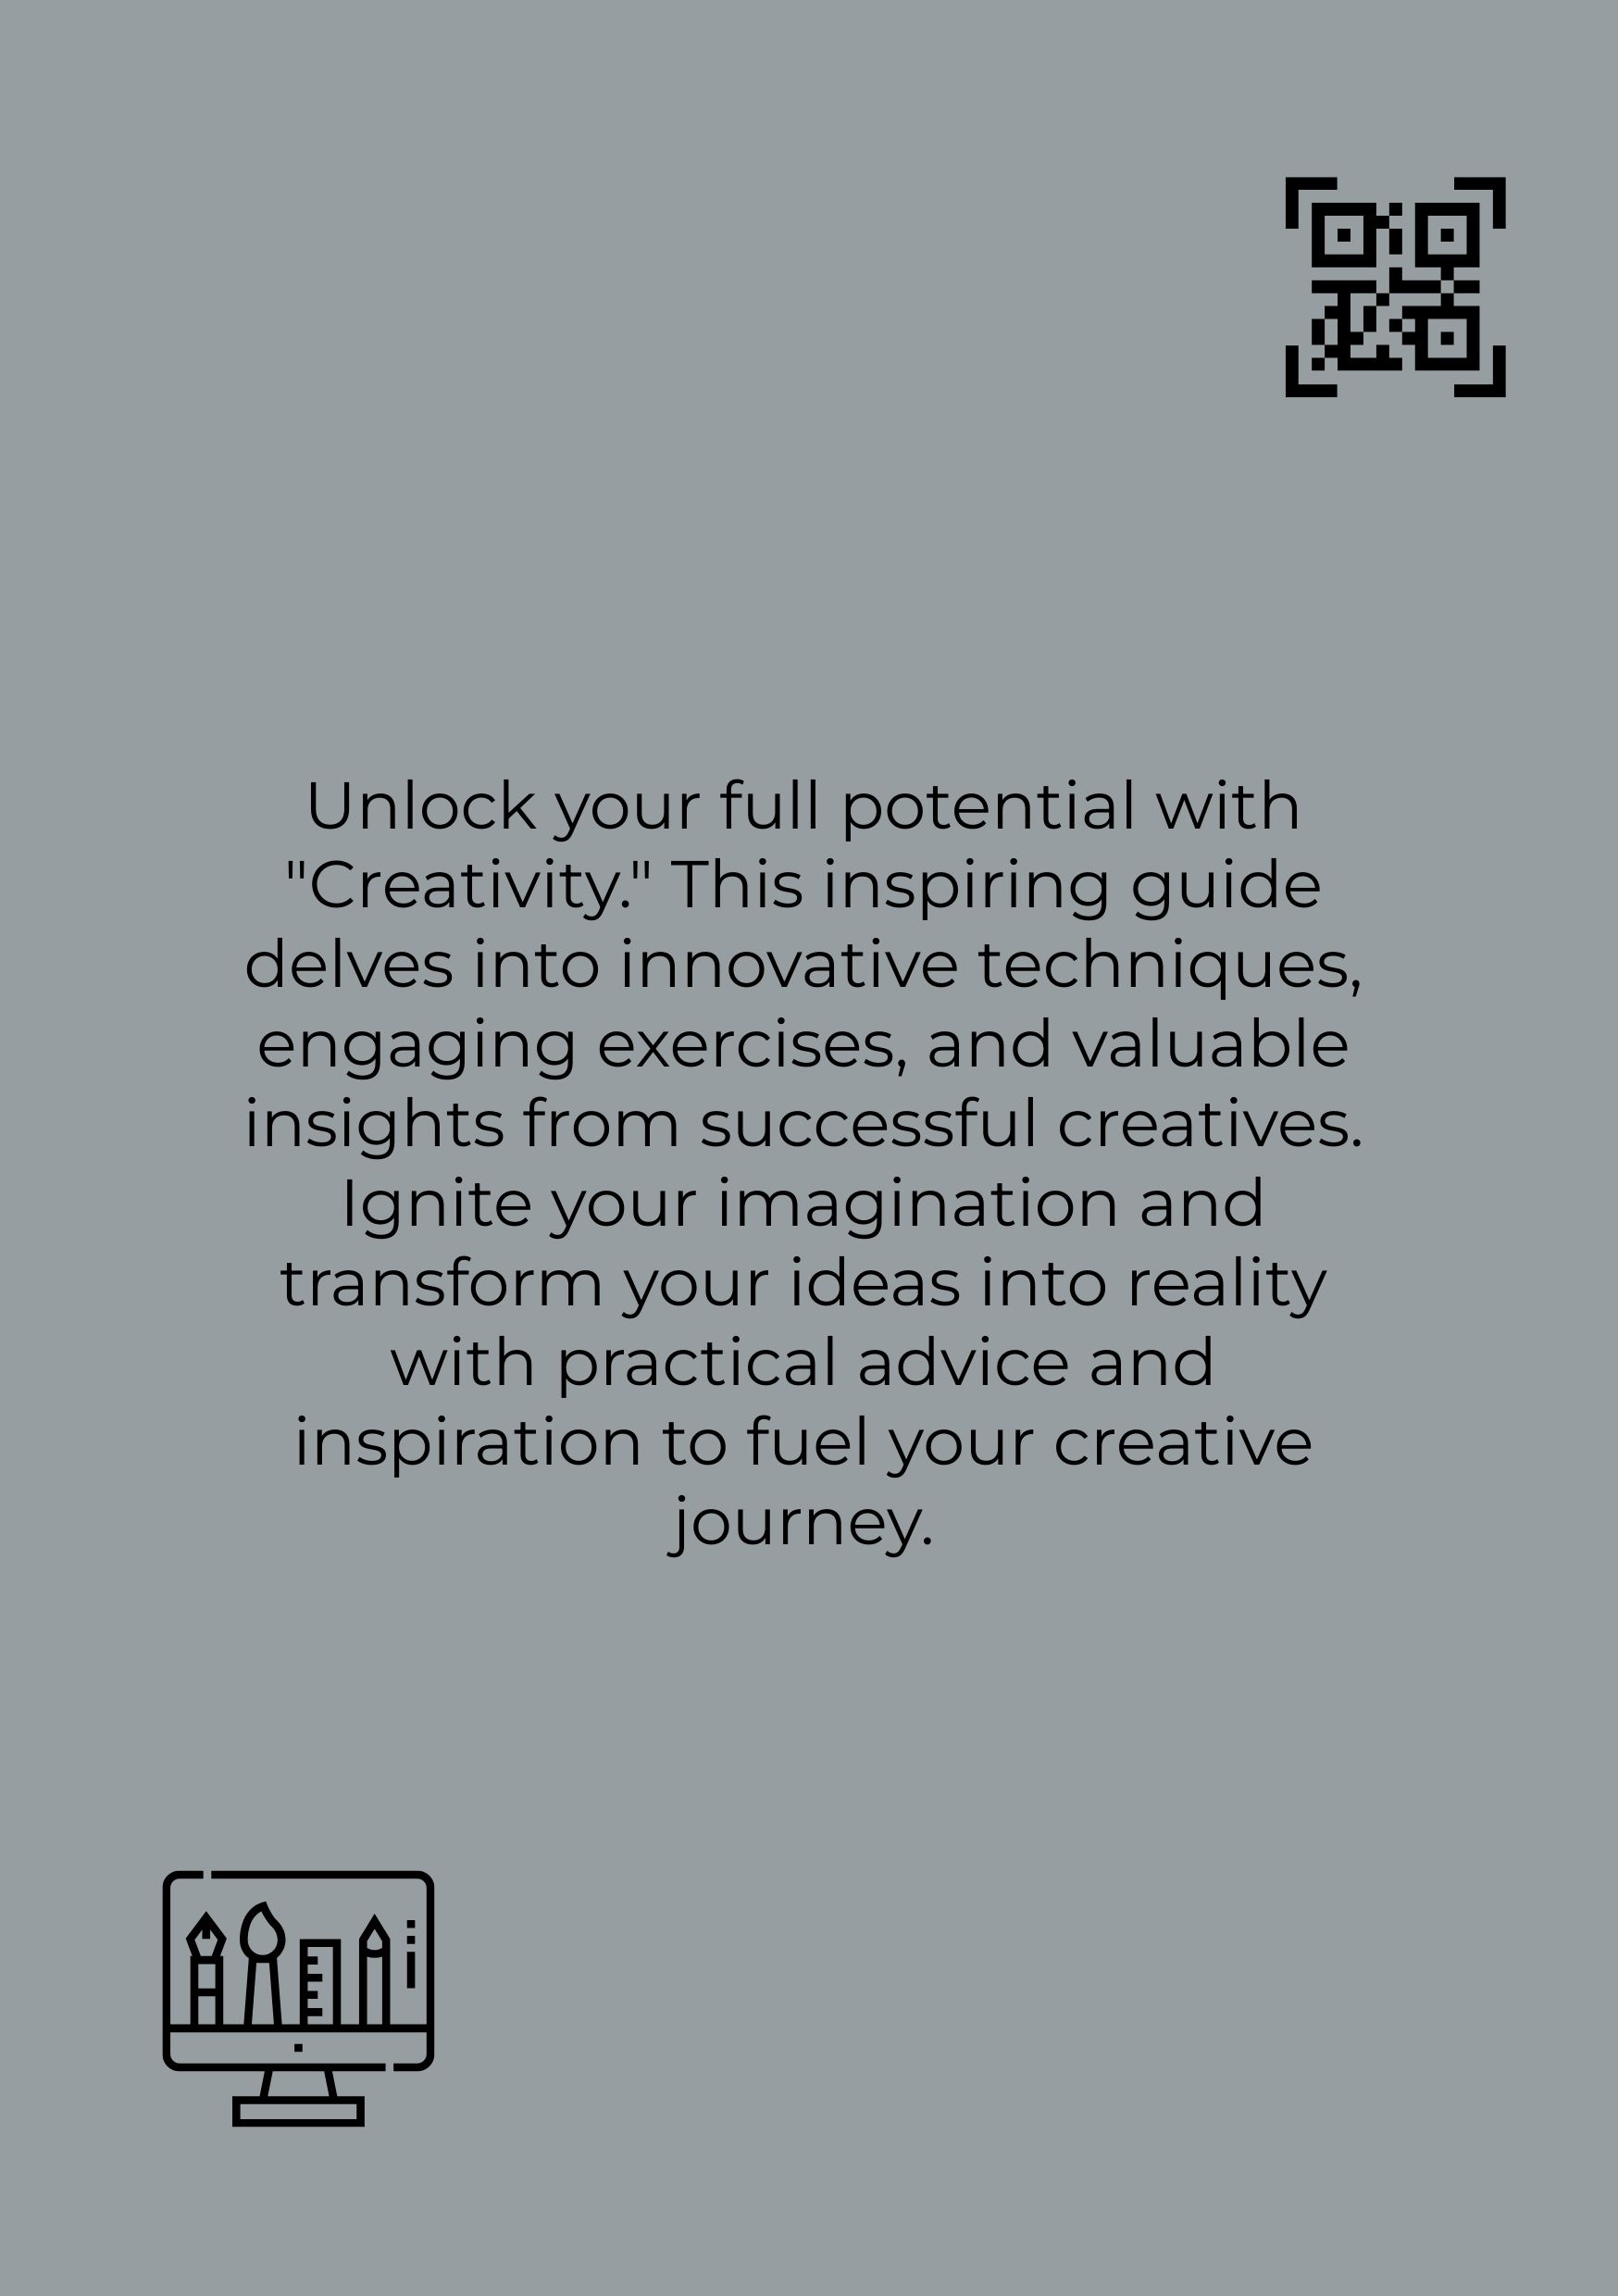 Unlock your full potential with
"Creativity." This inspiring guide
delves into innovative techniques,
engaging exercises, and valuable
insights from successful creatives.
Ignite your imagination and
transform your ideas into reality
with practical advice and
inspiration to fuel your creative
journey.